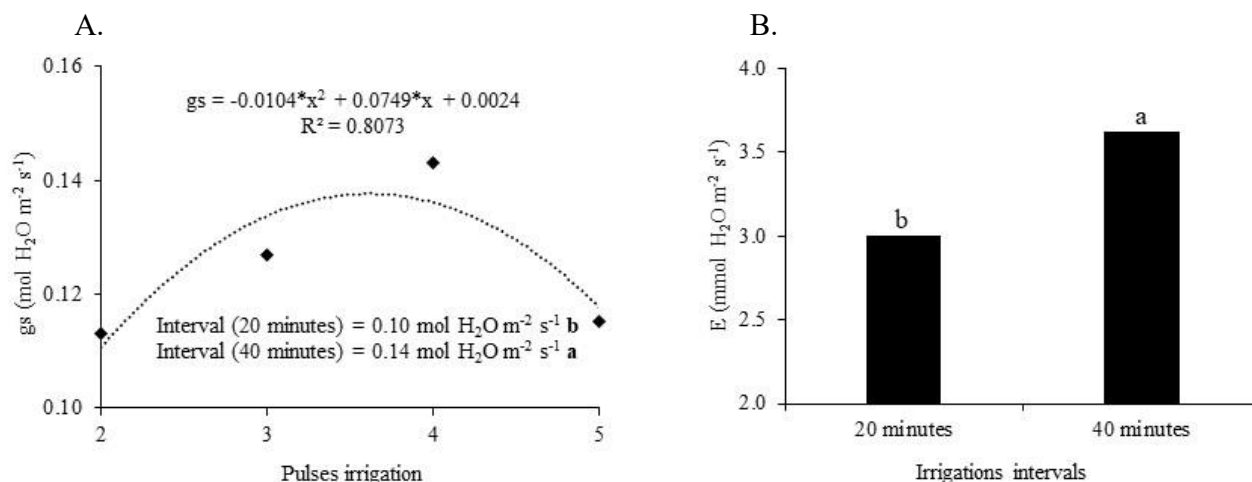 A.
0.16
gs = -0.0104*x² + 0.0749*x + 0.0024
R² = 0.8073
0.14
gs (mol H₂O m⁻² s⁻¹)
0.12
Interval (20 minutes) = 0.10 mol H₂O m⁻² s⁻¹ b
Interval (40 minutes) = 0.14 mol H₂O m⁻² s⁻¹ a
0.10
2 3 4 5
Pulses irrigation
B.
4.0
a
3.5
E (mmol H₂O m⁻² s⁻¹)
b
3.0
2.5
2.0
20 minutes 40 minutes
Irrigations intervals